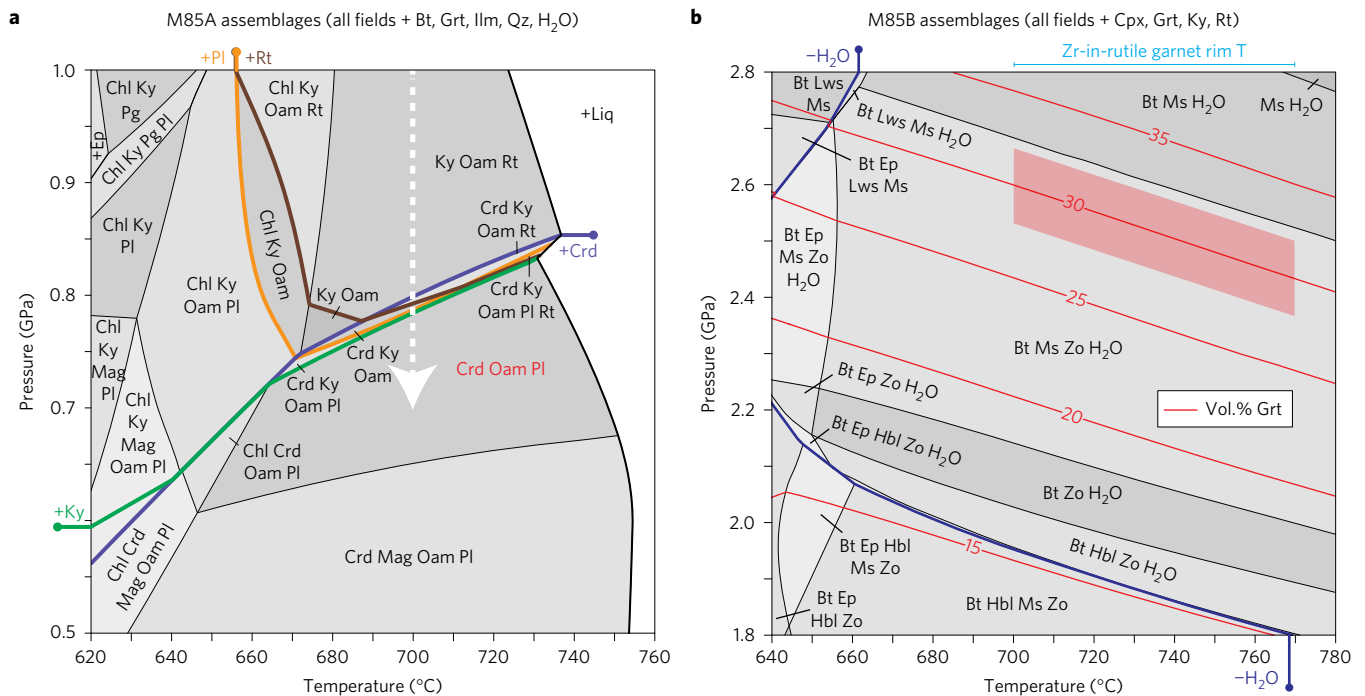 a
M85A assemblages (all fields + Bt, Grt, Ilm, Qz, H₂O)
+Pl
+Rt
1.0
0.9
0.8
0.7
0.6
0.5
Pressure (GPa)
620
640
660
680
700
720
740
760
Temperature (°C)
Chl Ky
Pg
+Ep
Chl Ky Pg Pl
Chl Ky
Oam Rt
+Liq
Ky Oam Rt
Chl Ky
Pl
Chl Ky Oam
Crd Ky
Oam Rt
+Crd
Chl Ky
Oam Pl
Ky Oam
Crd Ky
Oam Pl Rt
Chl
Ky
Mag
Pl
Crd Ky
Oam
Crd Oam Pl
Crd Ky
Oam Pl
Chl
Ky
Mag
Oam Pl
Chl Crd
Oam Pl
+Ky
Chl Crd
Mag Oam Pl
Crd Mag Oam Pl
b
M85B assemblages (all fields + Cpx, Grt, Ky, Rt)
−H₂O
Zr-in-rutile garnet rim T
2.8
2.6
2.4
2.2
2.0
1.8
Pressure (GPa)
640
660
680
700
720
740
760
780
Temperature (°C)
Bt Lws
Ms
Bt Lws Ms H₂O
Bt Ms H₂O
Ms H₂O
35
Bt Ep
Lws Ms
30
Bt Ep
Ms Zo
H₂O
25
Bt Ms Zo H₂O
Bt Ep Zo H₂O
20
Vol.% Grt
Bt Ep Hbl Zo H₂O
Bt Zo H₂O
Bt Hbl Zo H₂O
15
Bt Ep Hbl
Ms Zo
Bt Ep
Hbl Zo
Bt Hbl Ms Zo
−H₂O